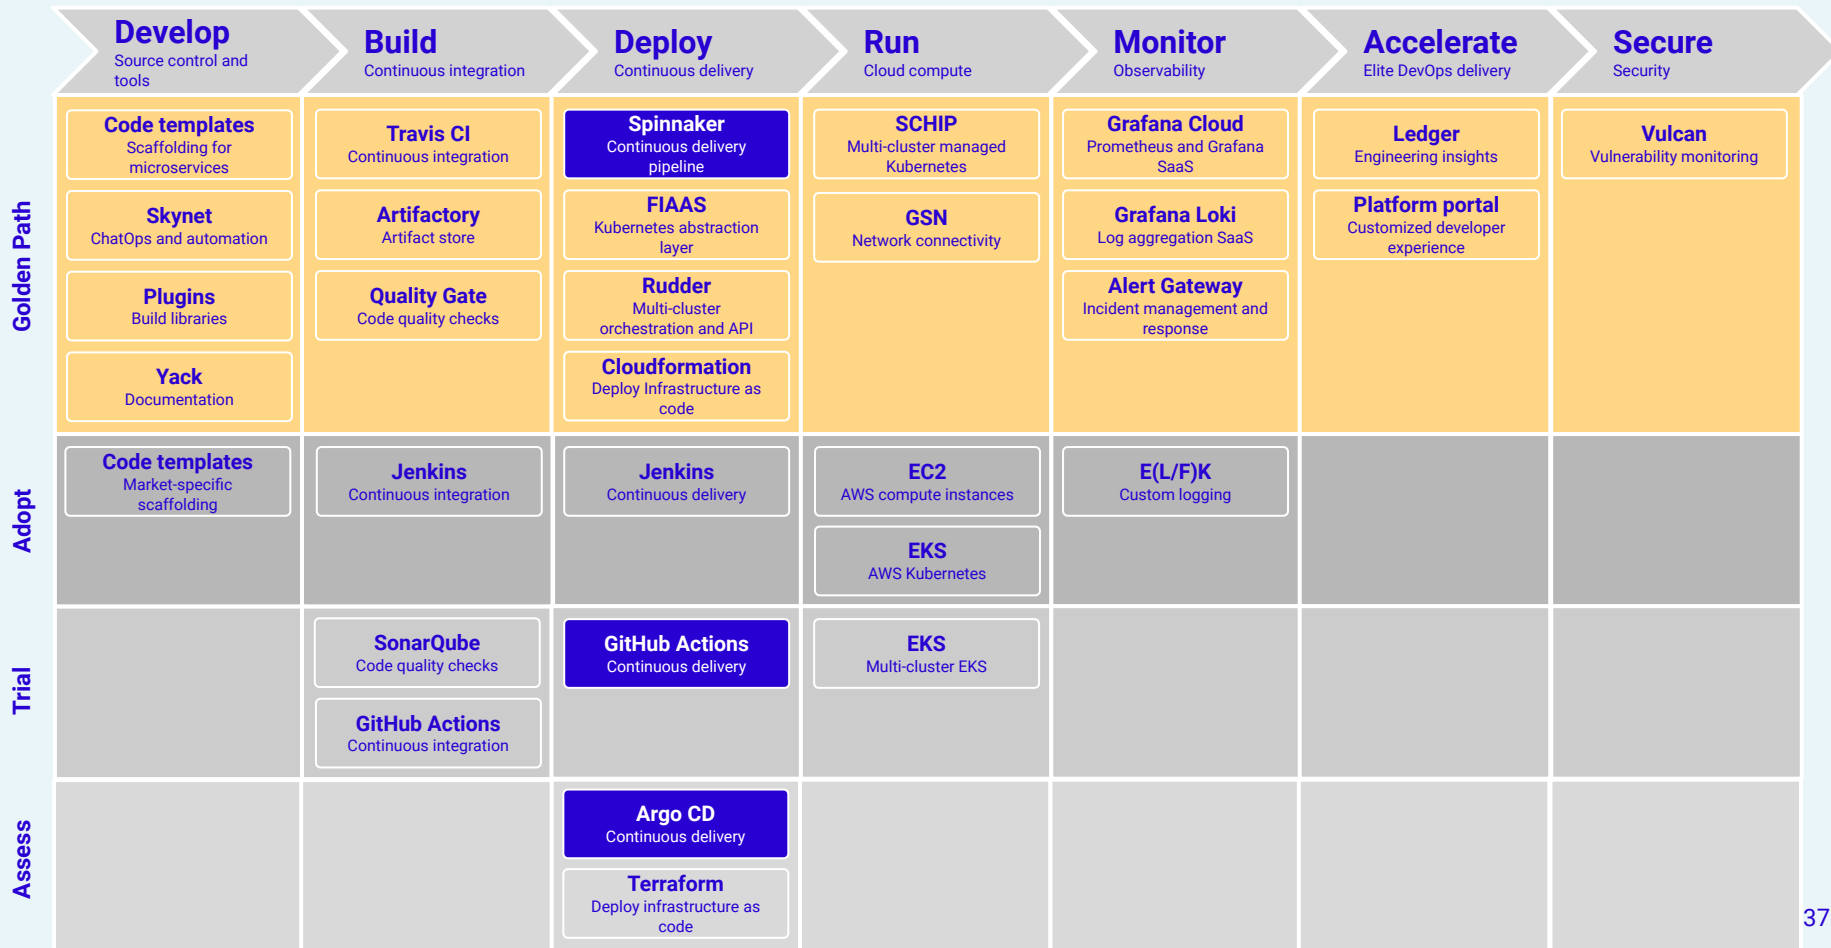 Develop
Source control and
tools
Build
Continuous integration
Deploy
Continuous delivery
Run
Cloud compute
Monitor
Observability
Accelerate
Elite DevOps delivery
Secure
Security
Golden Path
Code templates
Scaffolding for
microservices
Skynet
ChatOps and automation
Plugins
Build libraries
Yack
Documentation
Travis CI
Continuous integration
Artifactory
Artifact store
Quality Gate
Code quality checks
Spinnaker
Continuous delivery
pipeline
FIAAS
Kubernetes abstraction
layer
Rudder
Multi-cluster
orchestration and API
Cloudformation
Deploy Infrastructure as
code
SCHIP
Multi-cluster managed
Kubernetes
GSN
Network connectivity
Grafana Cloud
Prometheus and Grafana
SaaS
Grafana Loki
Log aggregation SaaS
Alert Gateway
Incident management and
response
Ledger
Engineering insights
Platform portal
Customized developer
experience
Vulcan
Vulnerability monitoring
Adopt
Code templates
Market-specific
scaffolding
Jenkins
Continuous integration
Jenkins
Continuous delivery
EC2
AWS compute instances
EKS
AWS Kubernetes
E(L/F)K
Custom logging
Trial
SonarQube
Code quality checks
GitHub Actions
Continuous integration
GitHub Actions
Continuous delivery
EKS
Multi-cluster EKS
Assess
Argo CD
Continuous delivery
Terraform
Deploy infrastructure as
code
37